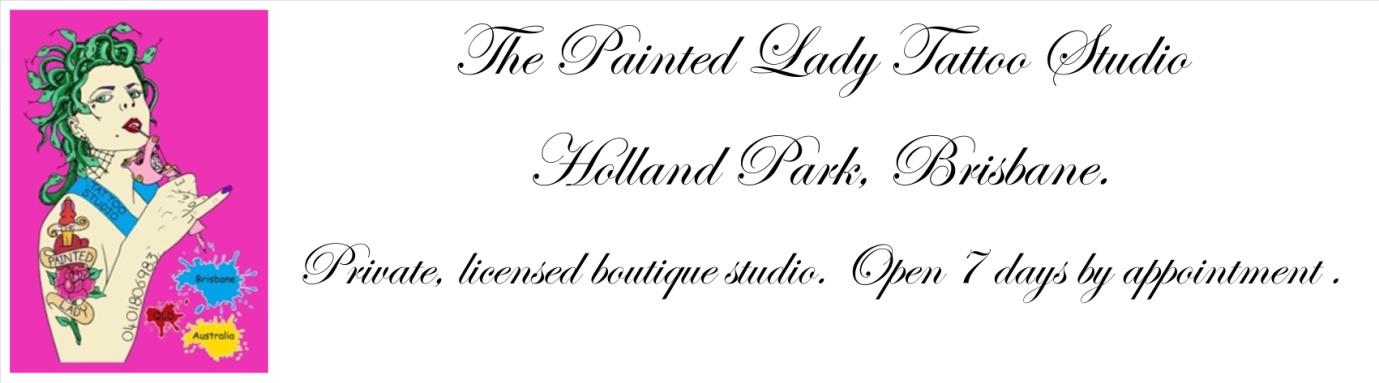 The Painted Lady Tattoo Studio
Holland Park, Brisbane.
Private, licensed boutique studio. Open 7 days by appointment .
TATTOO
STUDIO
PAINTED
LADY
0401806983
Brisbane
QLD
Australia